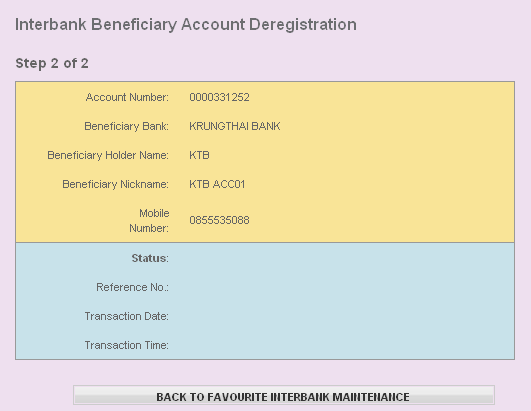 Interbank Beneficiary Account Deregistration
Step 2 of 2
Account Number: 0000331252
Beneficiary Bank: KRUNGTHAI BANK
Beneficiary Holder Name: KTB
Beneficiary Nickname: KTB ACC01
Mobile
Number: 0855535088
Status:
Reference No.:
Transaction Date:
Transaction Time:
BACK TO FAVOURITE INTERBANK MAINTENANCE